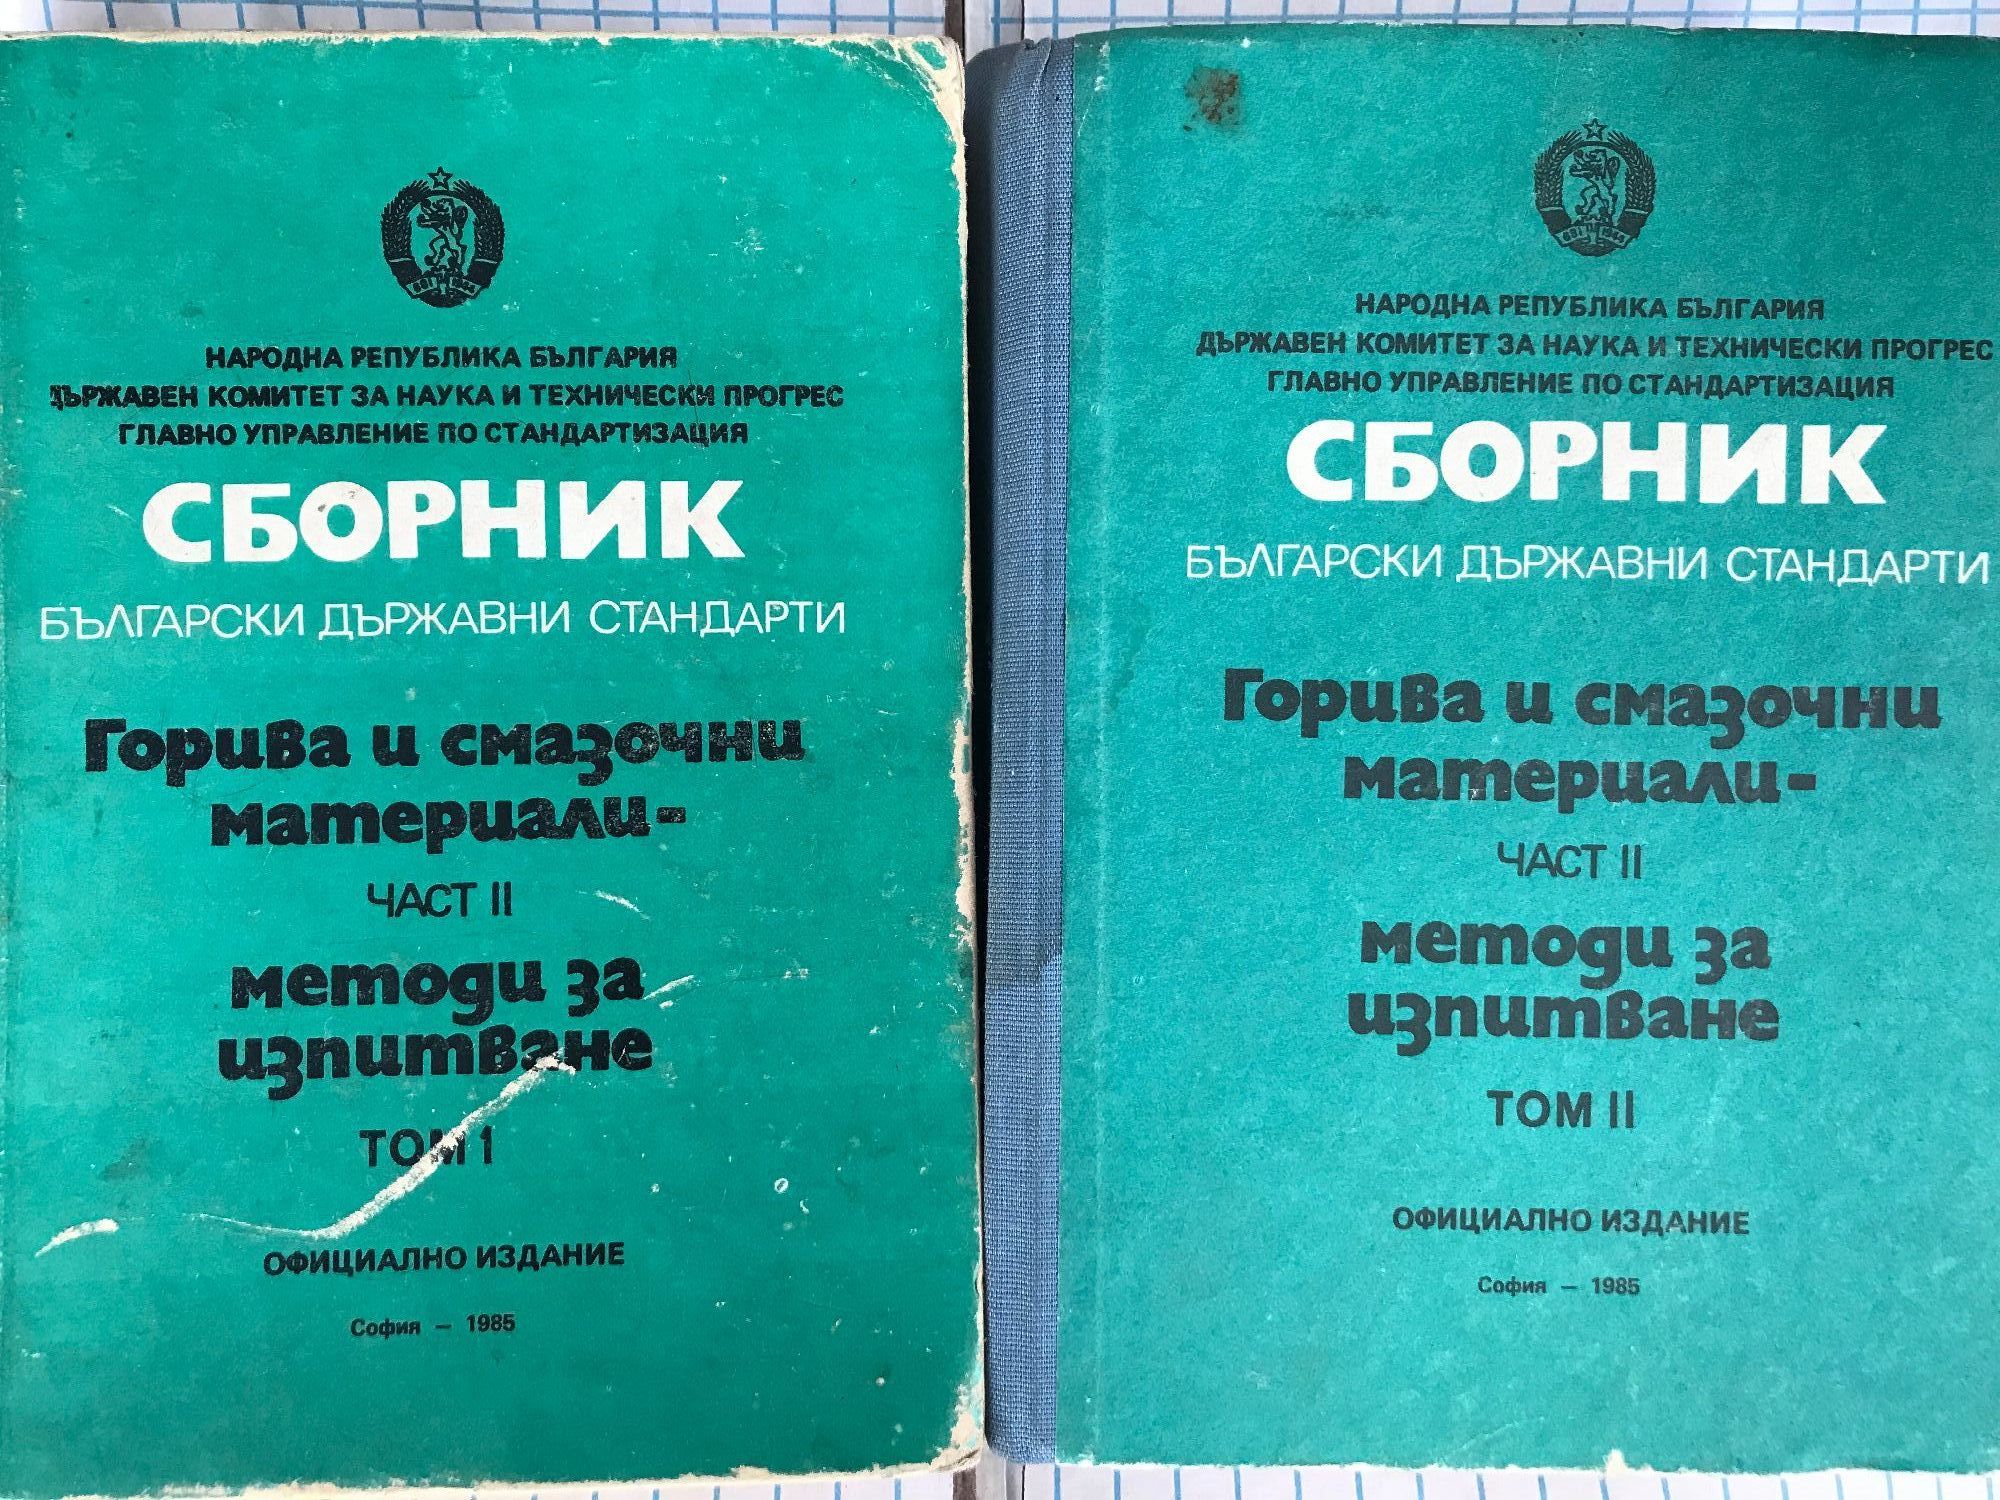 НАРОДНА РЕПУБЛИКА БЪЛГАРИЯ
ДЪРЖАВЕН КОМИТЕТ ЗА НАУКА И ТЕХНИЧЕСКИ ПРОГРЕС
ГЛАВНО УПРАВЛЕНИЕ ПО СТАНДАРТИЗАЦИЯ
СБОРНИК
БЪЛГАРСКИ ДЪРЖАВНИ СТАНДАРТИ
Горива и смазочни
материали-
ЧАСТ II
методи за
изпитване
ТОМ I
ОФИЦИАЛНО ИЗДАНИЕ
София — 1985
НАРОДНА РЕПУБЛИКА БЪЛГАРИЯ
ДЪРЖАВЕН КОМИТЕТ ЗА НАУКА И ТЕХНИЧЕСКИ ПРОГРЕС
ГЛАВНО УПРАВЛЕНИЕ ПО СТАНДАРТИЗАЦИЯ
СБОРНИК
БЪЛГАРСКИ ДЪРЖАВНИ СТАНДАРТИ
Горива и смазочни
материали-
ЧАСТ II
методи за
изпитване
ТОМ II
ОФИЦИАЛНО ИЗДАНИЕ
София — 1985